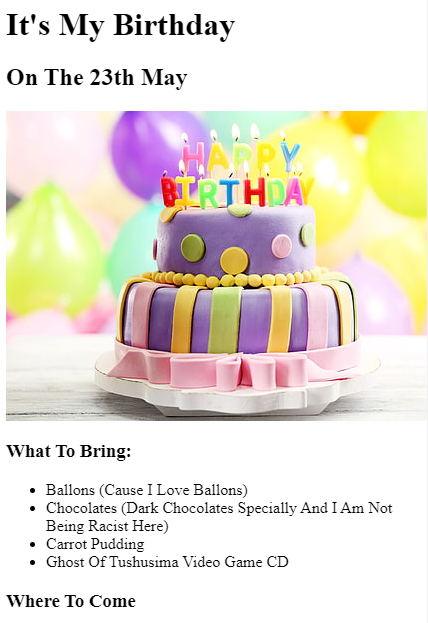 It's My Birthday
On The 23th May
HAPPY
BIRTHDAY
What To Bring:
Ballons (Cause I Love Ballons)
Chocolates (Dark Chocolates Specially And I Am Not
Being Racist Here)
Carrot Pudding
Ghost Of Tushusima Video Game CD
Where To Come